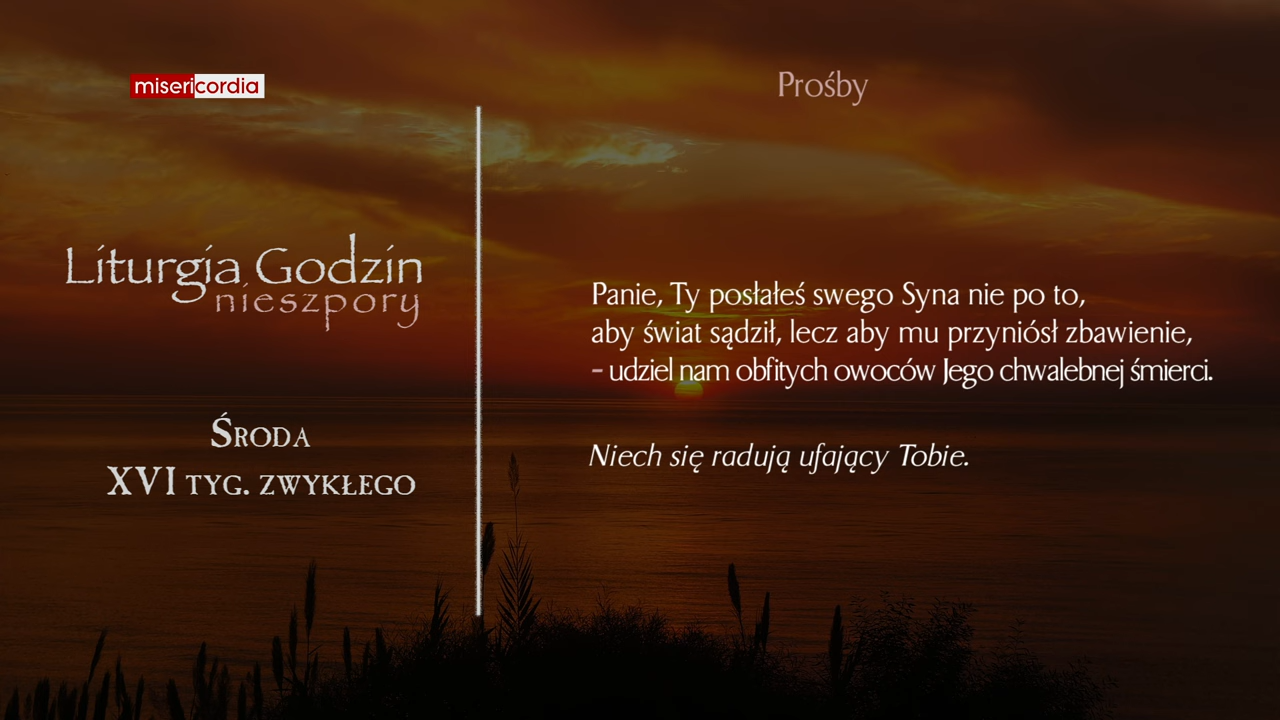 misericordia
Liturgia Godzin
nieszpory
Środa
XVI tyg. zwykłego
Prośby
Panie, Ty posłałeś swego Syna nie po to,
aby świat sądził, lecz aby mu przyniósł zbawienie,
- udziel nam obfitych owoców Jego chwalebnej śmierci.
Niech się radują ufający Tobie.